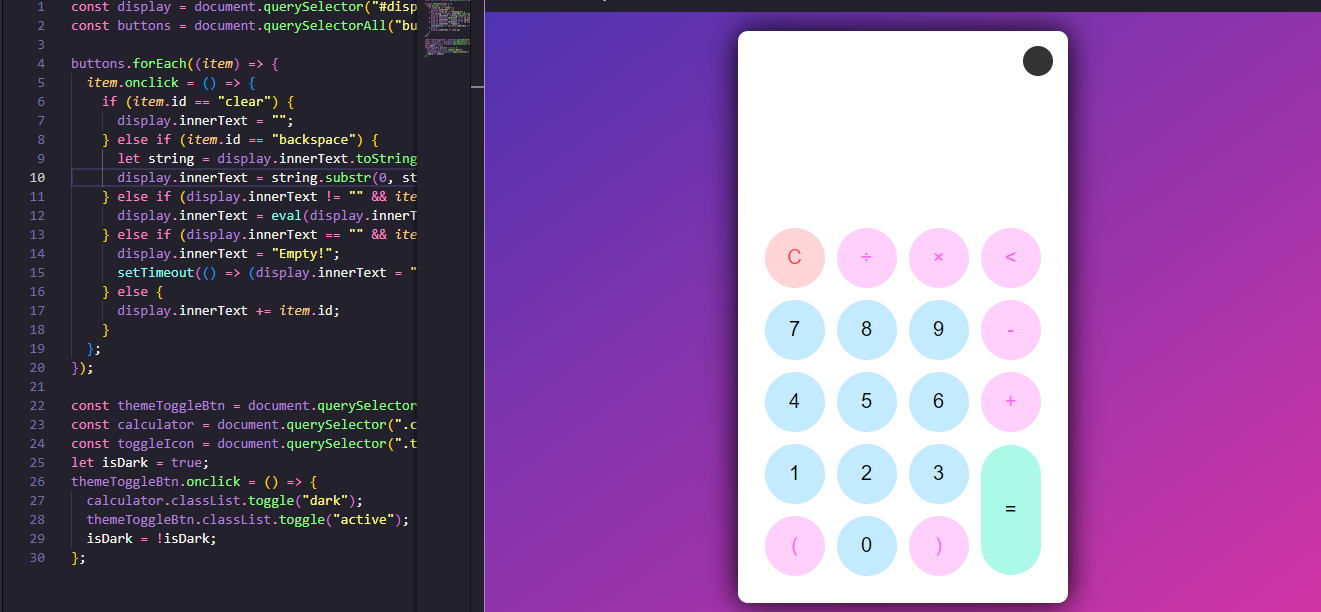 1 const display = document.querySelector("#disp
2 const buttons = document.querySelectorAll("bu
3
4 buttons.forEach((item) => {
5 item.onclick = () => {
6 if (item.id == "clear") {
7 display.innerText = "";
8 } else if (item.id == "backspace") {
9 let string = display.innerText.toString
10 display.innerText = string.substr(0, st
11 } else if (display.innerText != "" && ite
12 display.innerText = eval(display.innerT
13 } else if (display.innerText == "" && ite
14 display.innerText = "Empty!";
15 setTimeout(() => (display.innerText = "
16 } else {
17 display.innerText += item.id;
18 }
19 };
20 });
21
22 const themeToggleBtn = document.querySelector
23 const calculator = document.querySelector(".c
24 const toggleIcon = document.querySelector(".t
25 let isDark = true;
26 themeToggleBtn.onclick = () => {
27 calculator.classList.toggle("dark");
28 themeToggleBtn.classList.toggle("active");
29 isDark = !isDark;
30 };
C ÷ × <
7 8 9 -
4 5 6 +
1 2 3
=
( 0 )